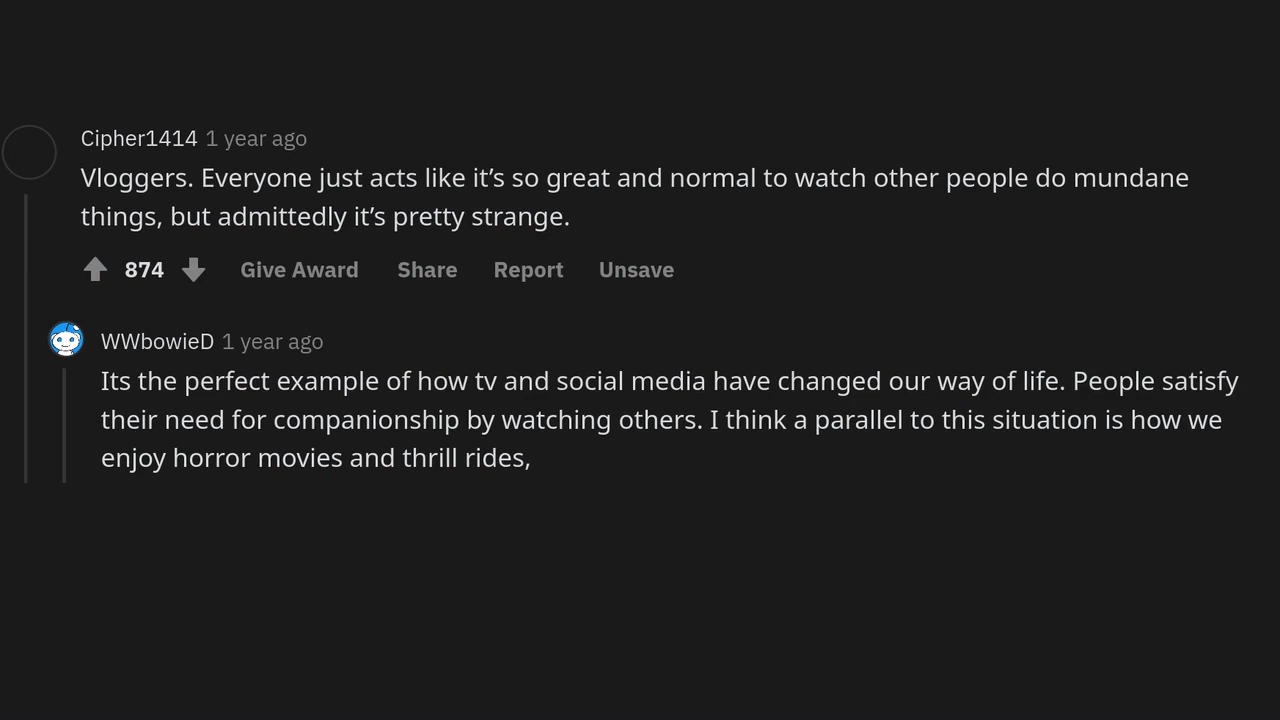 Cipher1414 1 year ago
Vloggers. Everyone just acts like it’s so great and normal to watch other people do mundane
things, but admittedly it’s pretty strange.
874 Give Award Share Report Unsave
WWbowieD 1 year ago
Its the perfect example of how tv and social media have changed our way of life. People satisfy
their need for companionship by watching others. I think a parallel to this situation is how we
enjoy horror movies and thrill rides,